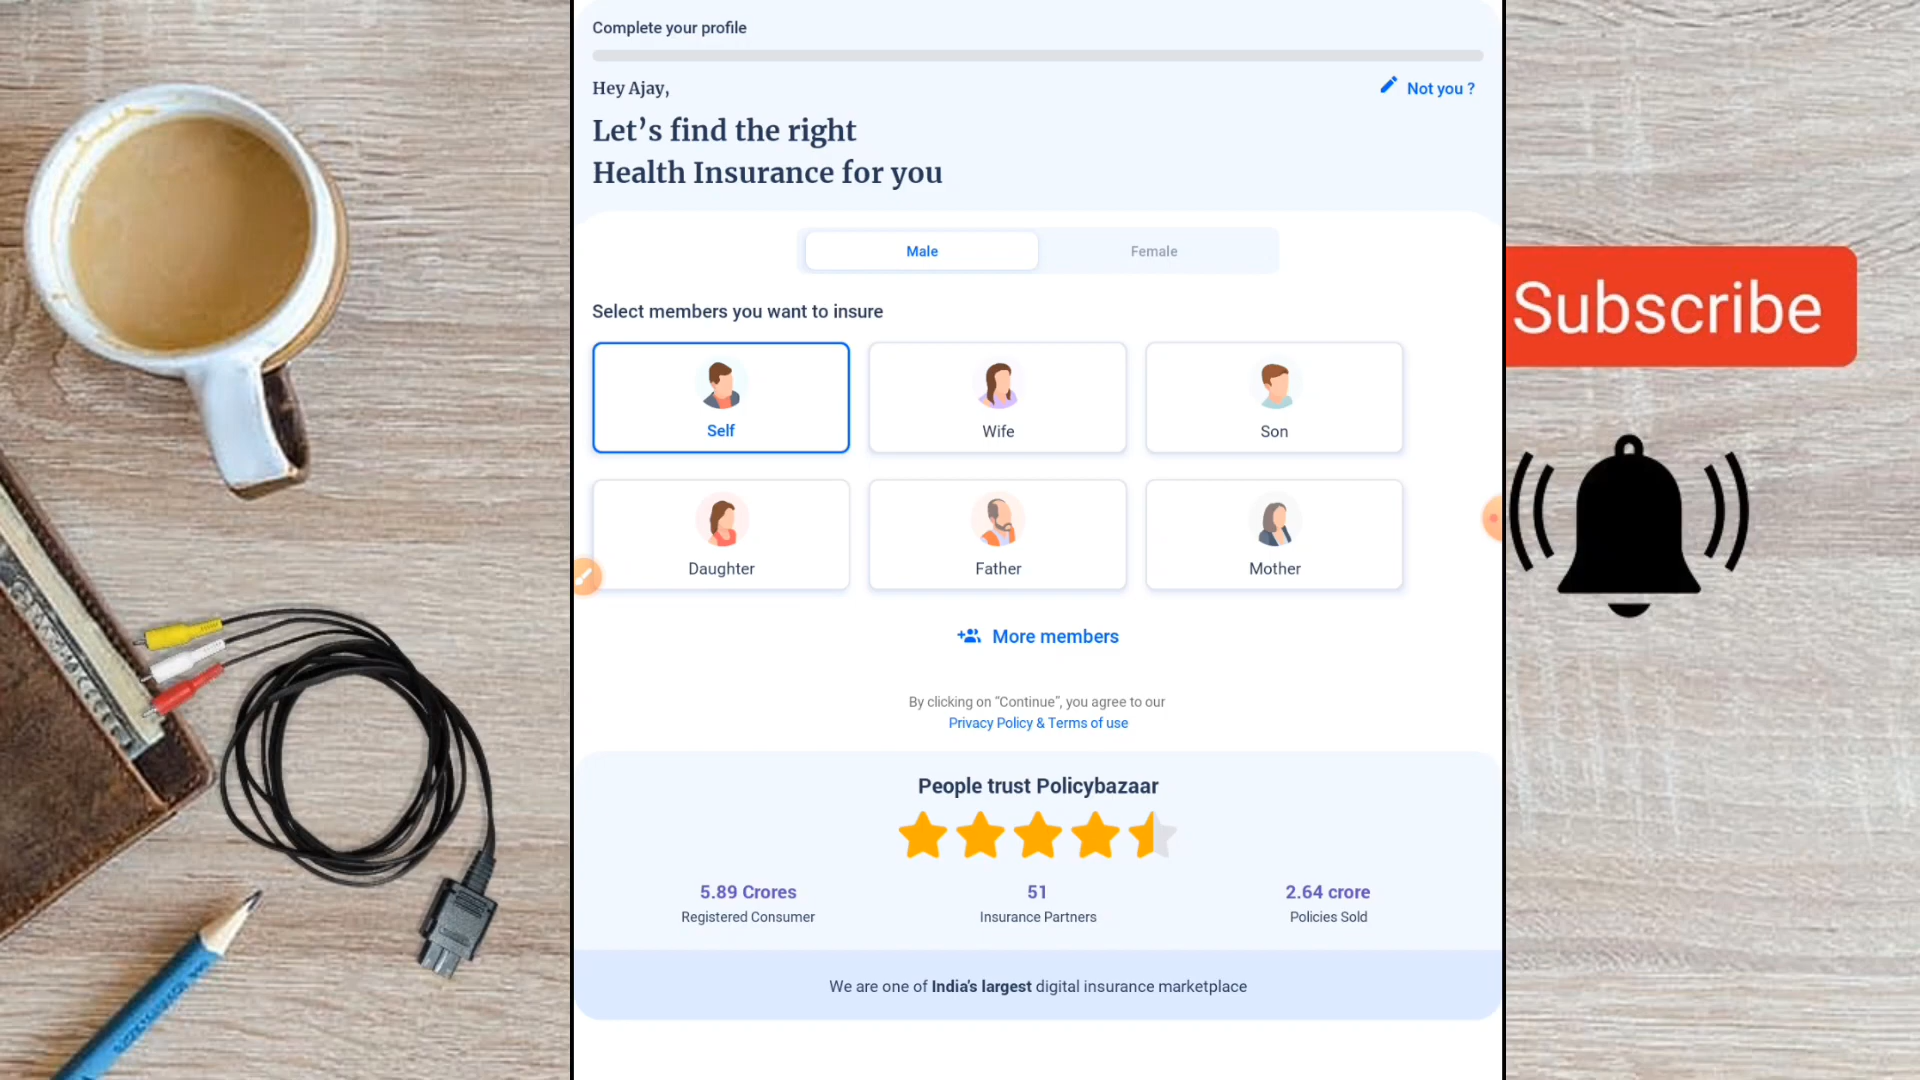 Complete your profile
Hey Ajay,
Not you ?
Let’s find the right
Health Insurance for you
Male
Female
Select members you want to insure
Self
Wife
Son
Daughter
Father
Mother
More members
By clicking on “Continue”, you agree to our
Privacy Policy & Terms of use
People trust Policybazaar
5.89 Crores
51
2.64 crore
Registered Consumer
Insurance Partners
Policies Sold
We are one of India’s largest digital insurance marketplace
Subscribe